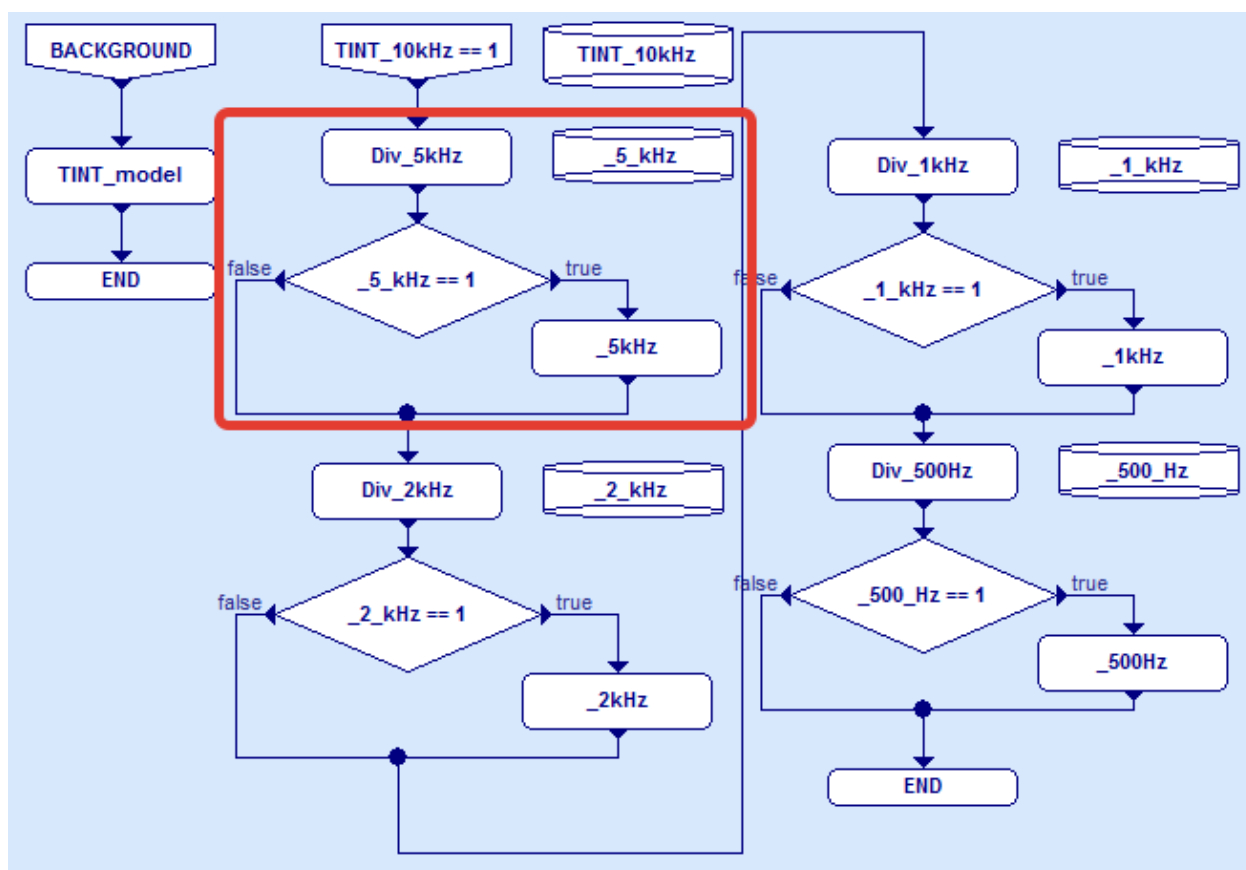 BACKGROUND
TINT_model
END
TINT_10kHz == 1
TINT_10kHz
Div_5kHz
_5_kHz
false
_5_kHz == 1
true
_5kHz
Div_2kHz
_2_kHz
false
_2_kHz == 1
true
_2kHz
Div_1kHz
_1_kHz
false
_1_kHz == 1
true
_1kHz
Div_500Hz
_500_Hz
false
_500_Hz == 1
true
_500Hz
END